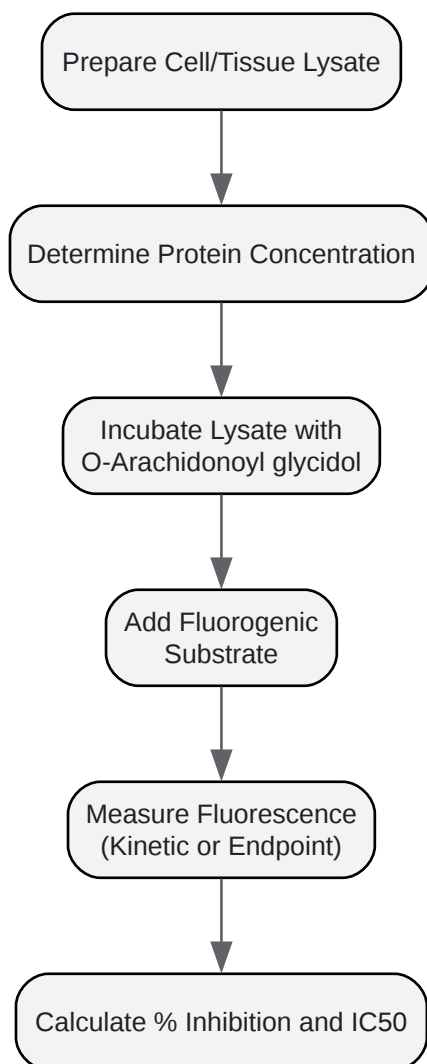 Prepare Cell/Tissue Lysate
Determine Protein Concentration
Incubate Lysate with
O-Arachidonoyl glycidol
Add Fluorogenic
Substrate
Measure Fluorescence
(Kinetic or Endpoint)
Calculate % Inhibition and IC50